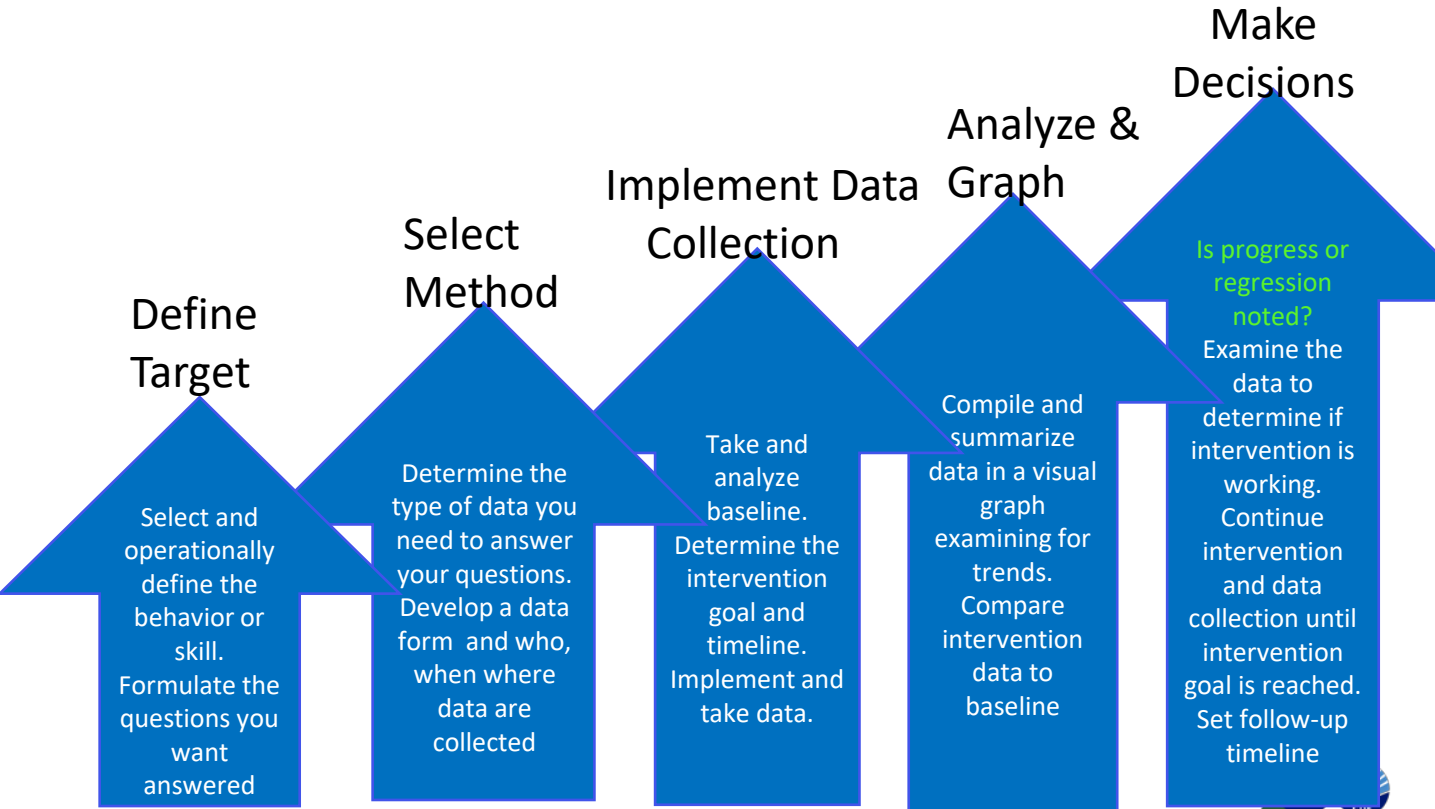 Define
Target
Select and
operationally
define the
behavior or
skill.
Formulate the
questions you
want
answered
Select
Method
Determine the
type of data you
need to answer
your questions.
Develop a data
form  and who,
when where
data are
collected
Implement Data
Collection
Take and
analyze
baseline.
Determine the
intervention
goal and
timeline.
Implement and
take data.
Analyze &
Graph
Compile and
summarize
data in a visual
graph
examining for
trends.
Compare
intervention
data to
baseline
Make
Decisions
Is progress or
regression
noted?
Examine the
data to
determine if
intervention is
working.
Continue
intervention
and data
collection until
intervention
goal is reached.
Set follow-up
timeline